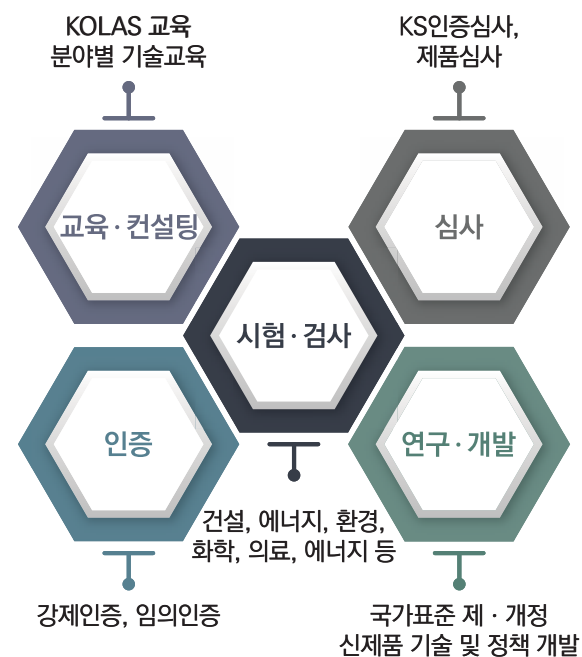 KOLAS 교육
분야별 기술교육
KS인증심사,
제품심사
교육 · 컨설팅
심사
시험 · 검사
인증
연구 · 개발
건설, 에너지, 환경,
화학, 의료, 에너지 등
강제인증, 임의인증
국가표준 제 · 개정
신제품 기술 및 정책 개발